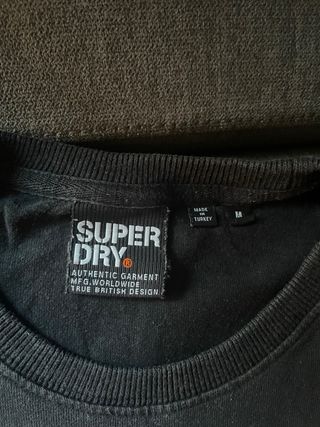 SUPER
DRY®
AUTHENTIC GARMENT
MFG.WORLDWIDE
TRUE BRITISH DESIGN
MADE
IN
TURKEY
M